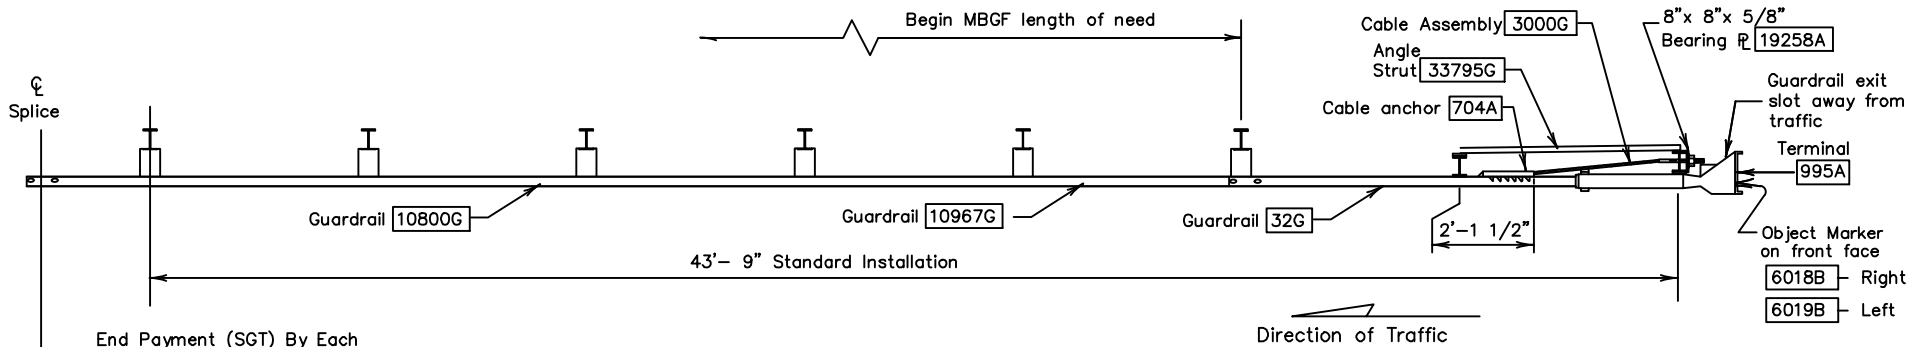 Begin MBGF length of need
Cable Assembly 3000G
8"x 8"x 5/8"
Bearing ⅊ 19258A
Angle
Strut 33795G
Cable anchor 704A
Guardrail exit
slot away from
traffic
Terminal
995A
℄
Splice
Guardrail 10800G
Guardrail 10967G
Guardrail 32G
2'-1 1/2"
Object Marker
on front face
6018B - Right
6019B - Left
43'- 9" Standard Installation
End Payment (SGT) By Each
Direction of Traffic